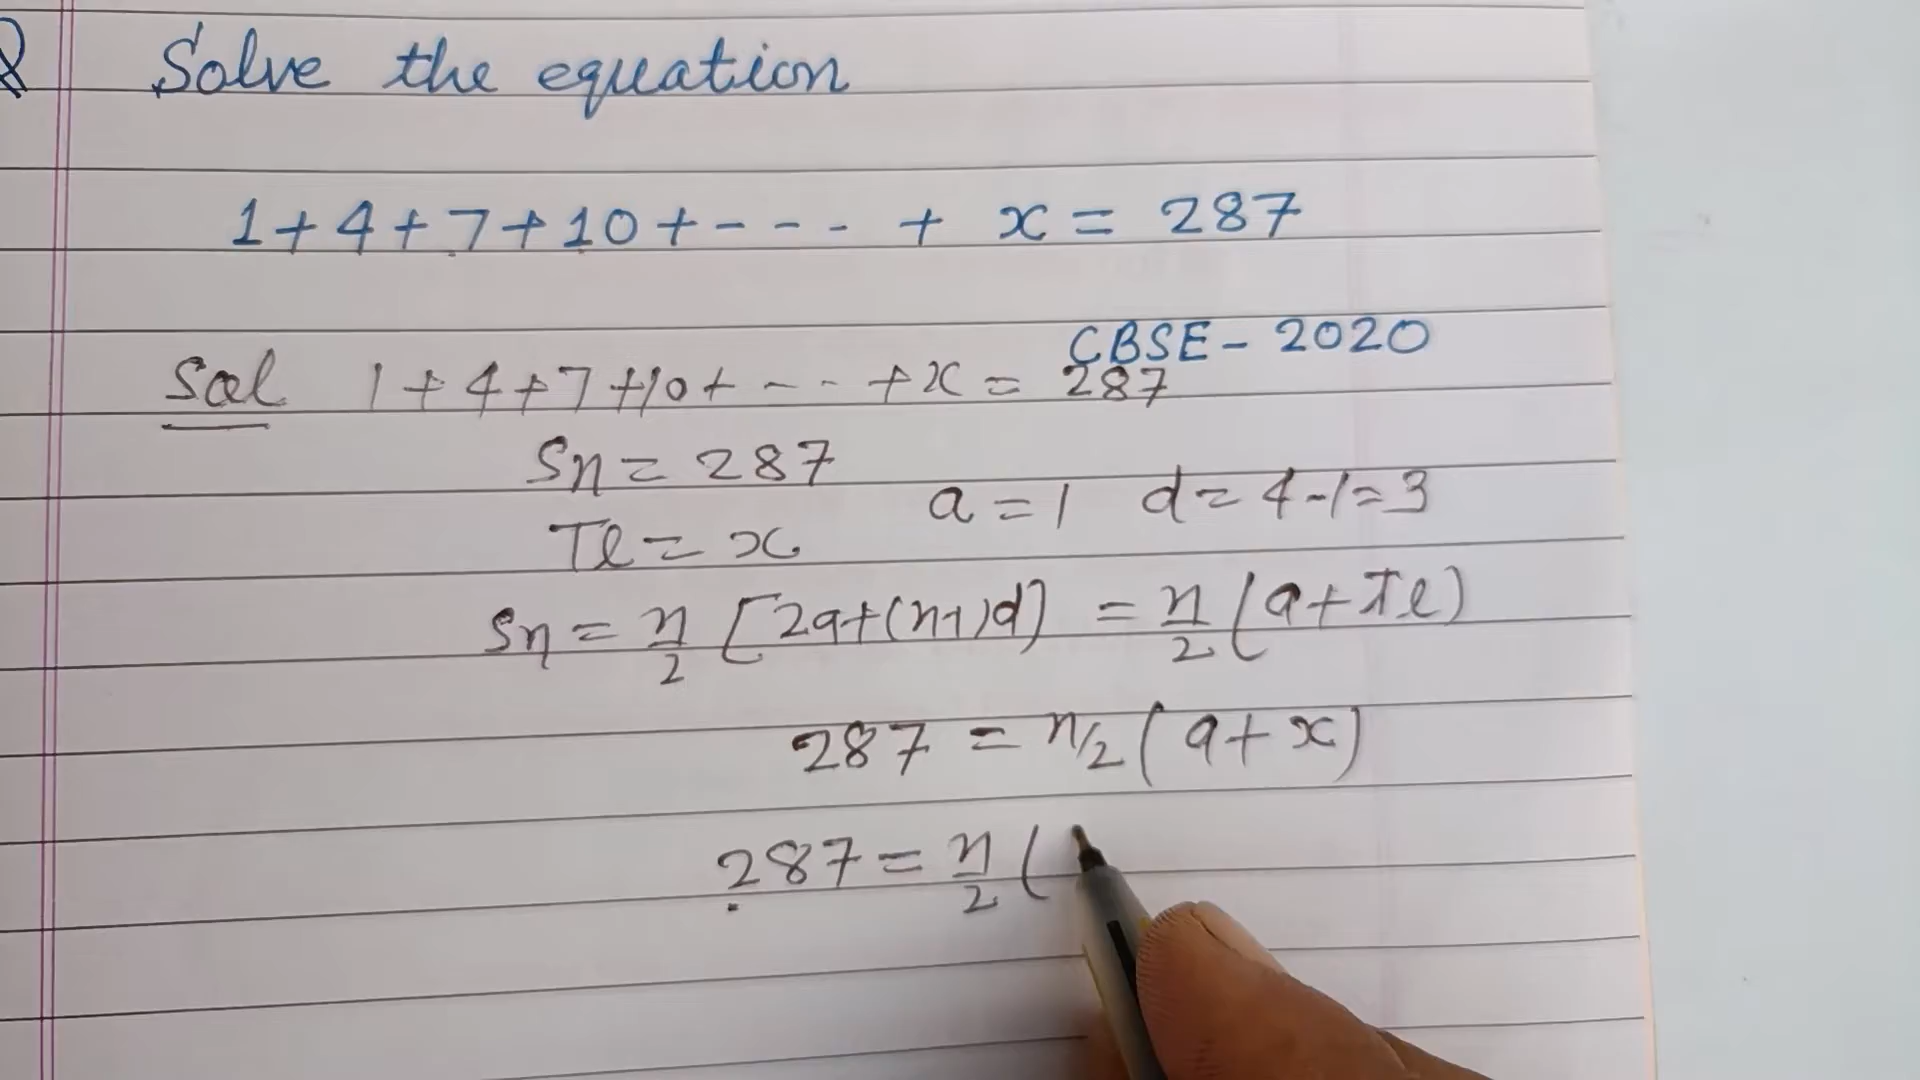 Q Solve the equation
1+4+7+10+---- + x = 287
CBSE-2020
Sol 1+4+7+10+---+x = 287
Sn = 287
a = 1 d = 4-1=3
Tl = x
Sn = n/2 [2a+(n-1)d] = n/2 (a+Tl)
287 = n/2 (a+x)
287 = n/2 (